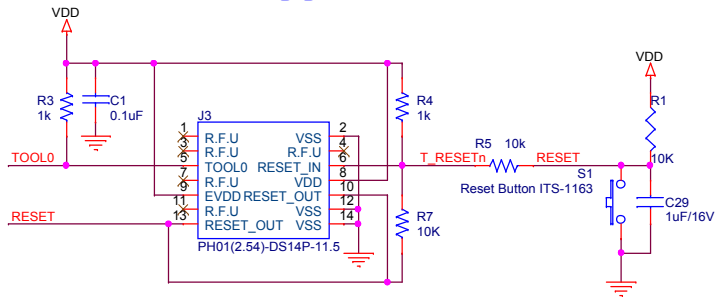 VDD
VDD
R3
1k
C1
0.1uF
J3
R4
1k
R1
10K
1
3
5
7
9
11
13
R.F.U
R.F.U
TOOL0
R.F.U
EVDD
R.F.U
RESET_OUT
VSS
R.F.U
RESET_IN
VDD
RESET_OUT
VSS
VSS
2
4
6
8
10
12
14
PH01(2.54)-DS14P-11.5
TOOL0
RESET
T_RESETn
R5 10k
RESET
S1
Reset Button ITS-1163
R7
10K
C29
1uF/16V